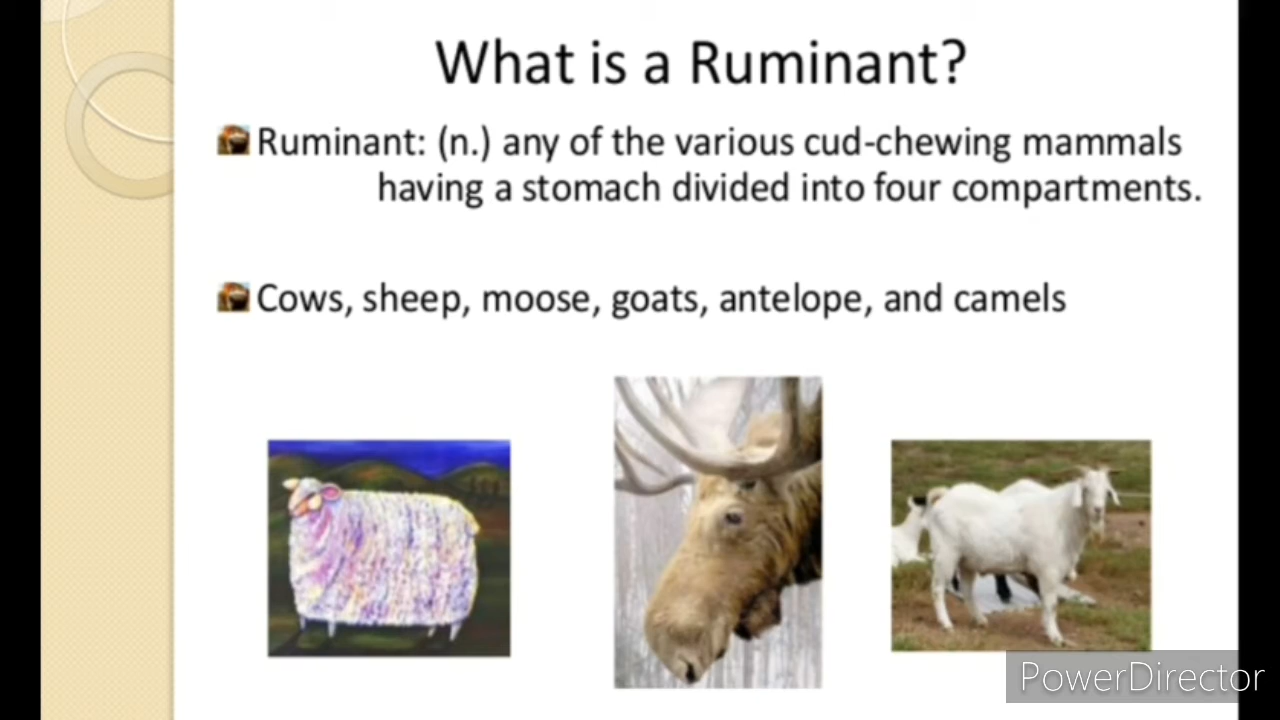 What is a Ruminant?
Ruminant: (n.) any of the various cud-chewing mammals
having a stomach divided into four compartments.
Cows, sheep, moose, goats, antelope, and camels
PowerDirector